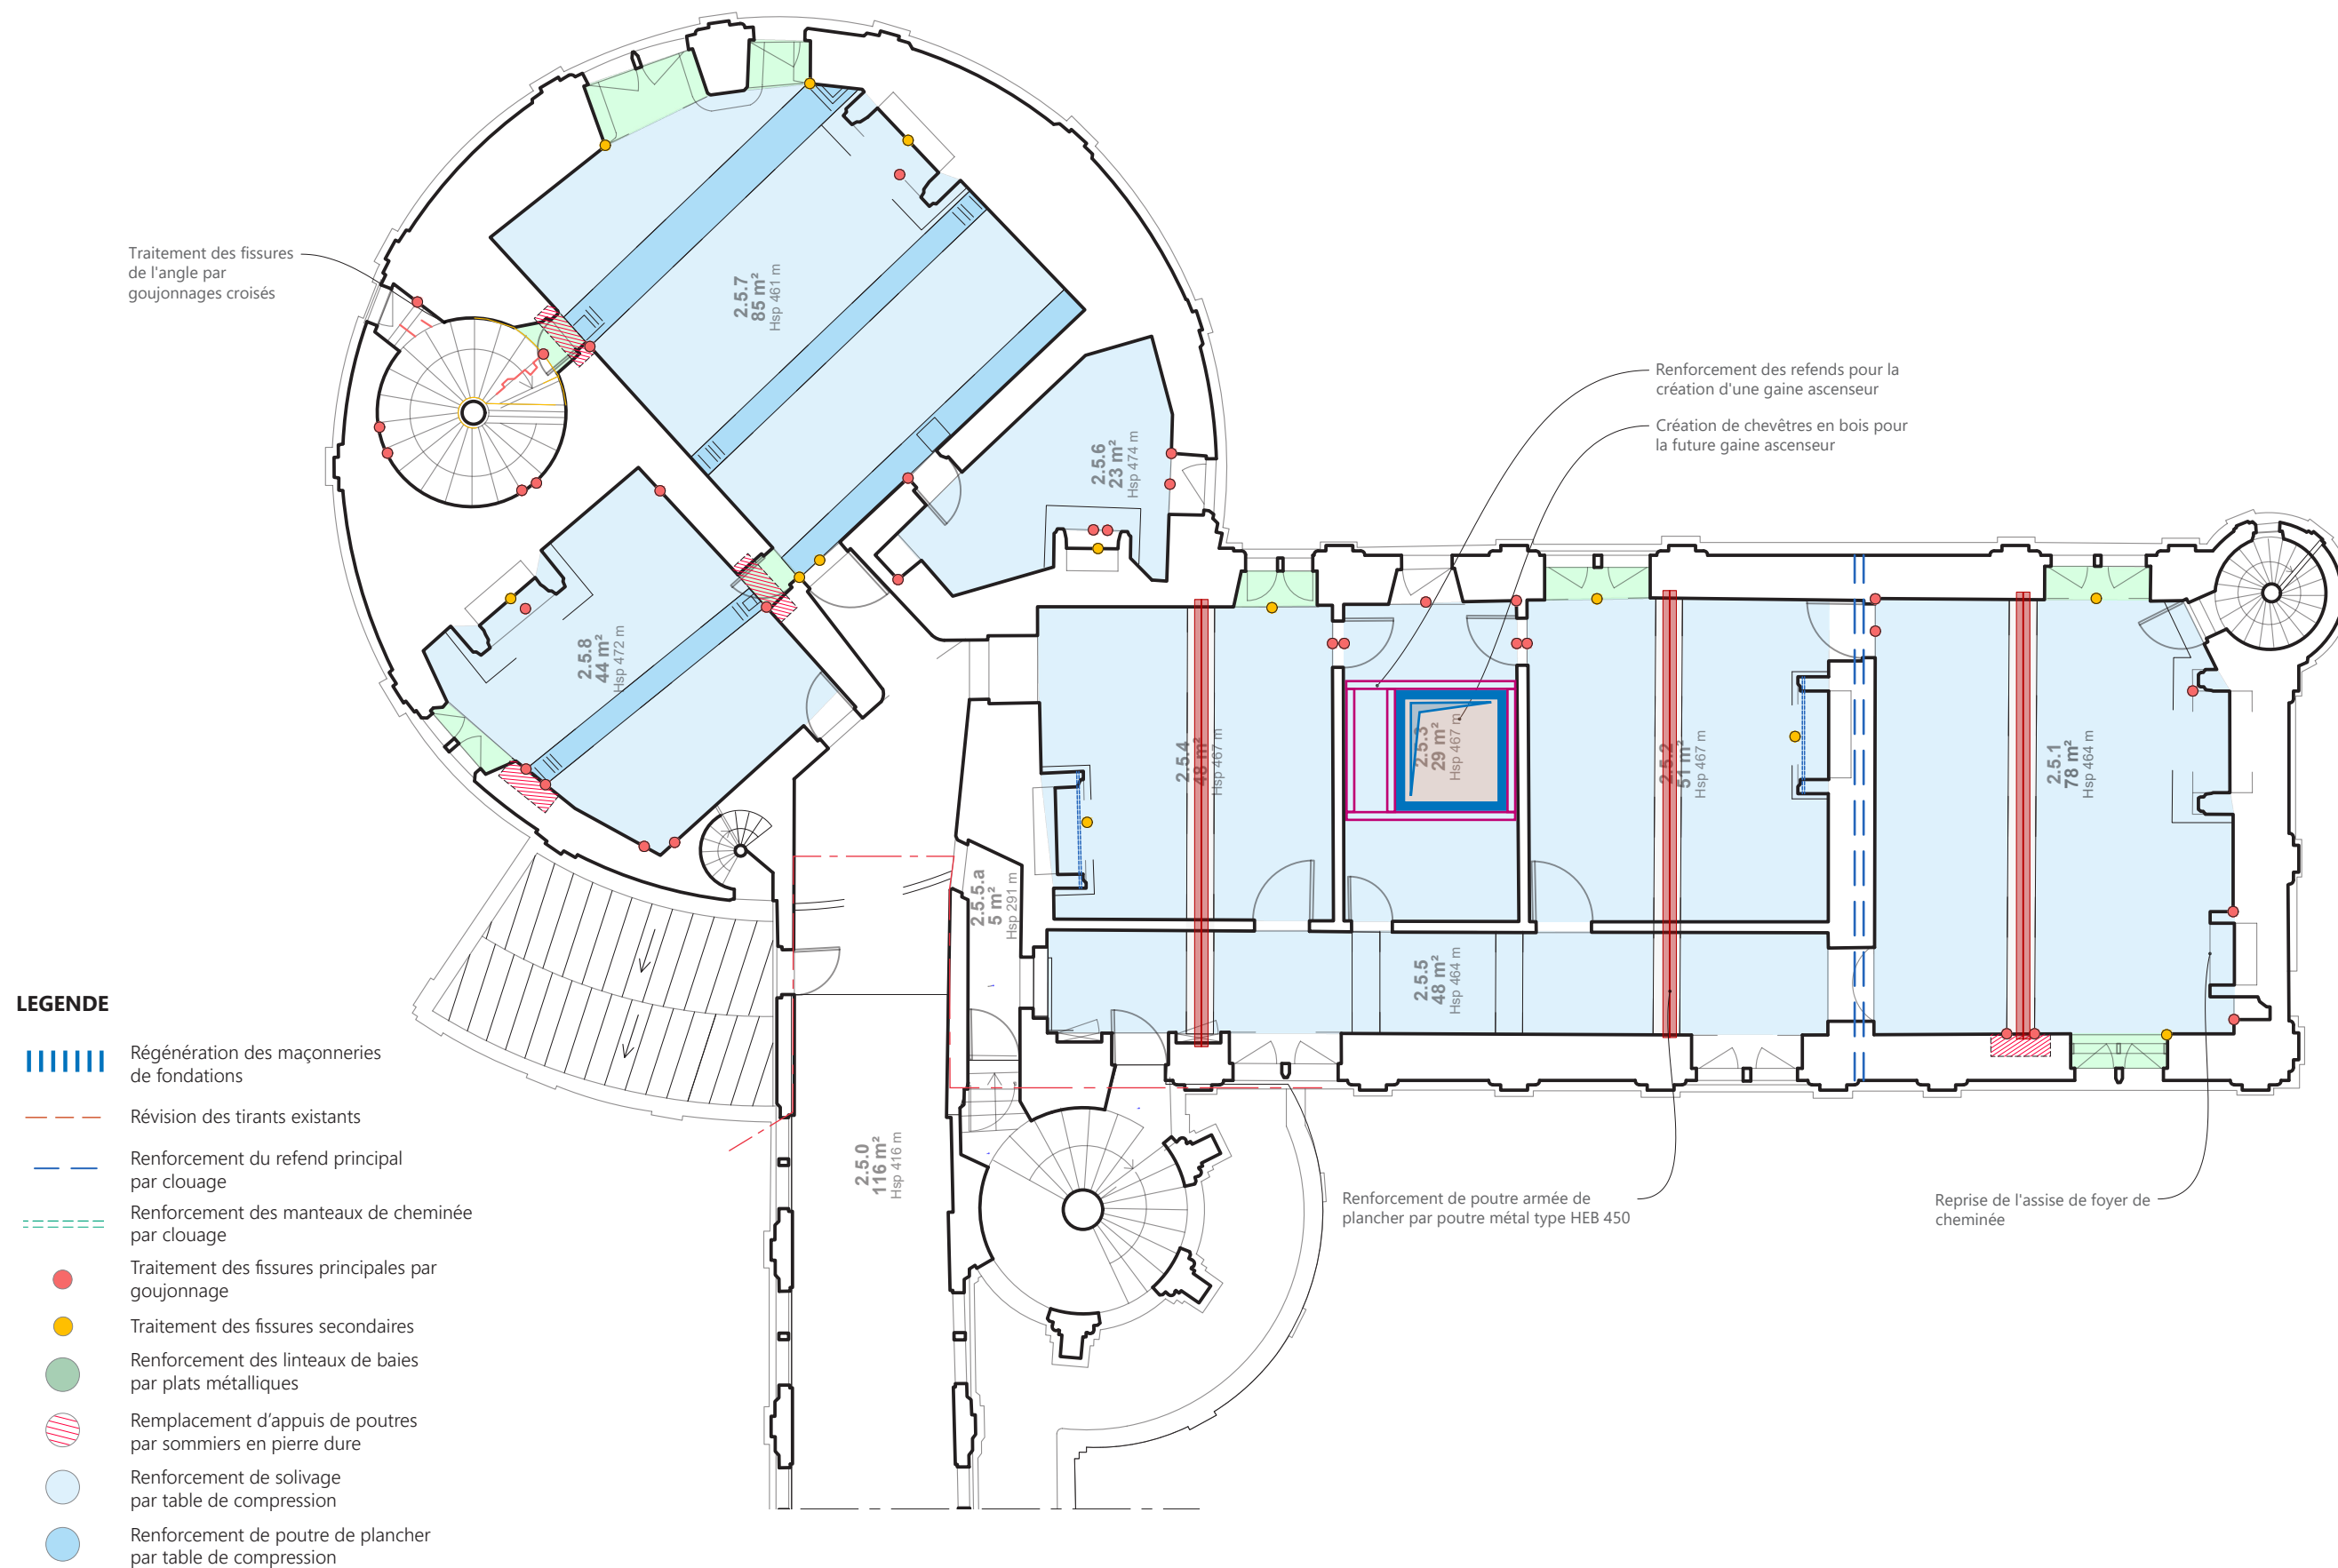 Traitement des fissures
de l'angle par
goujonnages croisés
2.5.7
85 m²
Hsp 461 m
2.5.6
23 m²
Hsp 474 m
Renforcement des refends pour la
création d'une gaine ascenseur
Création de chevêtres en bois pour
la future gaine ascenseur
2.5.8
44 m²
Hsp 472 m
2.5.4
48 m²
Hsp 467 m
2.5.3
29 m²
Hsp 467 m
2.5.2
51 m²
Hsp 467 m
2.5.1
78 m²
Hsp 464 m
2.5.5.a
5 m²
Hsp 291 m
2.5.5
48 m²
Hsp 464 m
2.5.0
116 m²
Hsp 416 m
Renforcement de poutre armée de
plancher par poutre métal type HEB 450
Reprise de l'assise de foyer de
cheminée
LEGENDE
Régénération des maçonneries
de fondations
Révision des tirants existants
Renforcement du refend principal
par clouage
Renforcement des manteaux de cheminée
par clouage
Traitement des fissures principales par
goujonnage
Traitement des fissures secondaires
Renforcement des linteaux de baies
par plats métalliques
Remplacement d'appuis de poutres
par sommiers en pierre dure
Renforcement de solivage
par table de compression
Renforcement de poutre de plancher
par table de compression